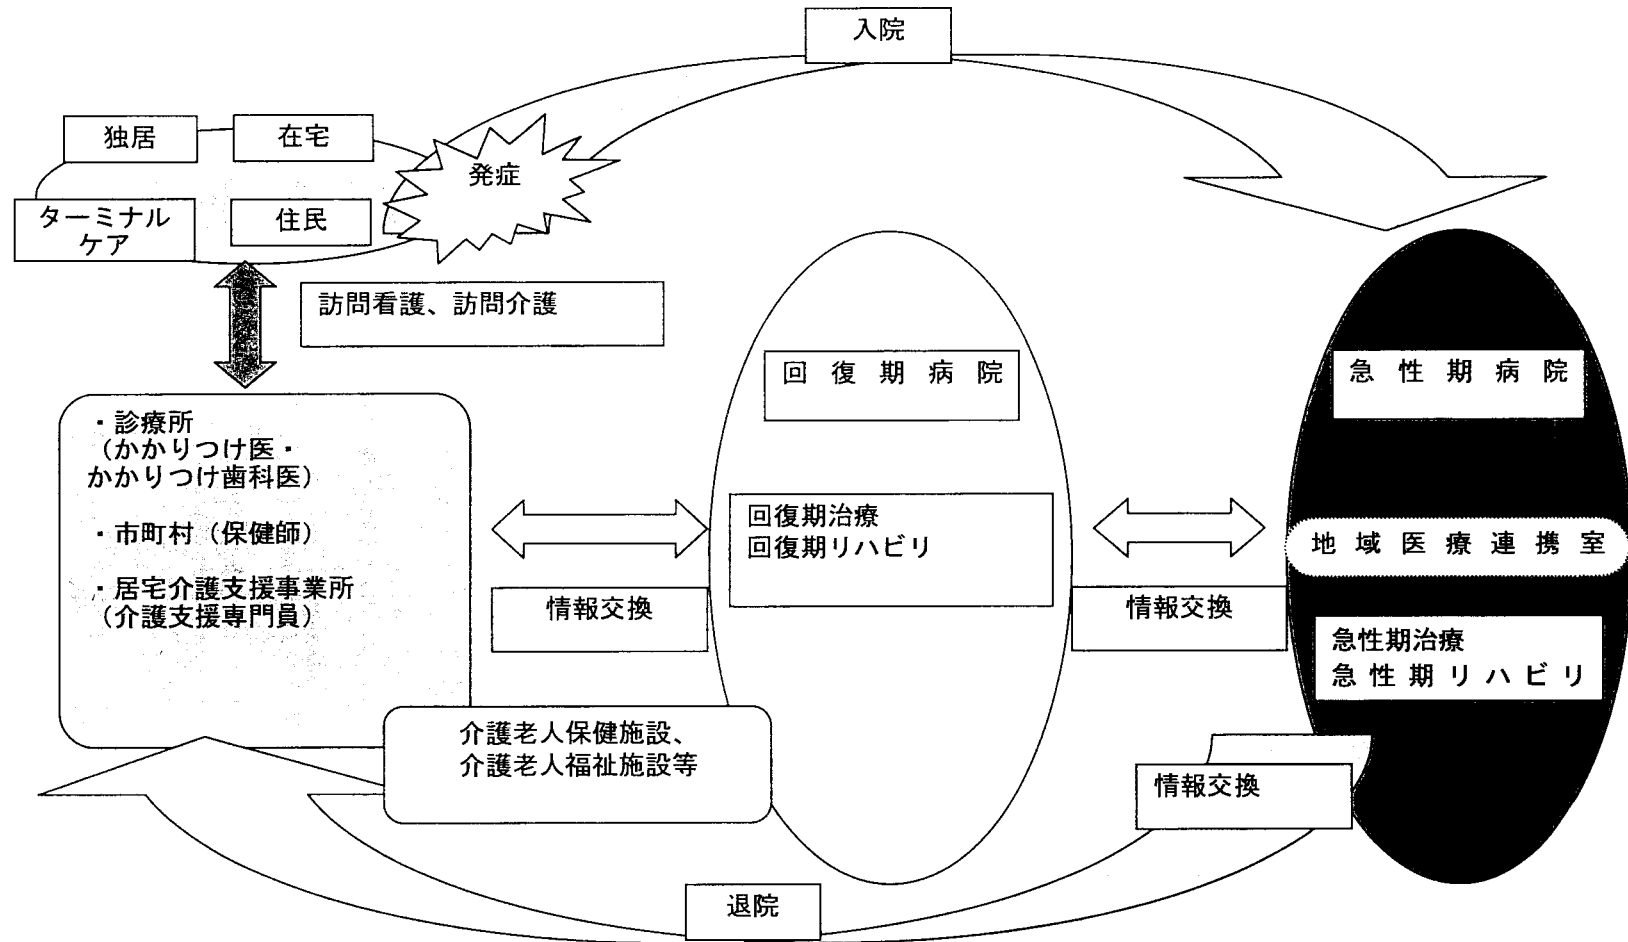 入院
独居
在宅
発症
ターミナル
ケア
住民
訪問看護、訪問介護
回復期病院
急性期病院
・診療所
（かかりつけ医・
かかりつけ歯科医）
・市町村（保健師）
・居宅介護支援事業所
（介護支援専門員）
回復期治療
回復期リハビリ
地域医療連携室
情報交換
情報交換
急性期治療
急性期リハビリ
介護老人保健施設、
介護老人福祉施設等
情報交換
退院